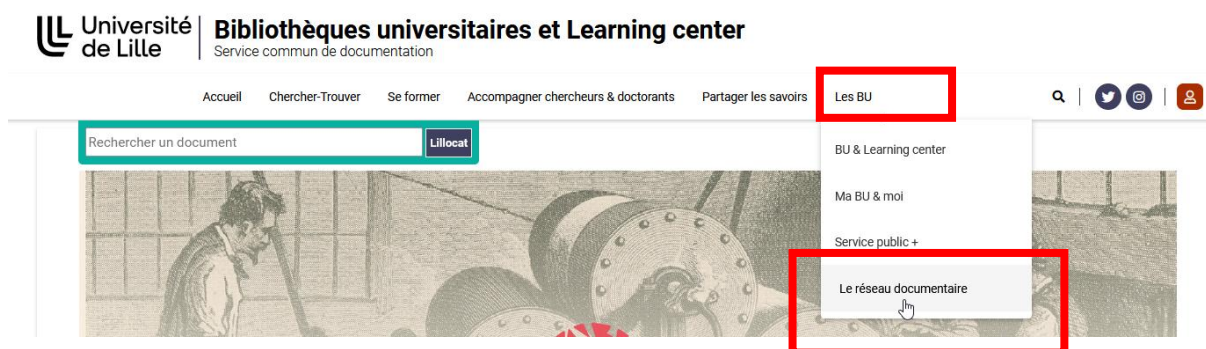 Université
de Lille
Bibliothèques universitaires et Learning center
Service commun de documentation
Accueil Chercher-Trouver Se former Accompagner chercheurs & doctorants Partager les savoirs Les BU
Rechercher un document Lillocat
BU & Learning center
Ma BU & moi
Service public +
Le réseau documentaire